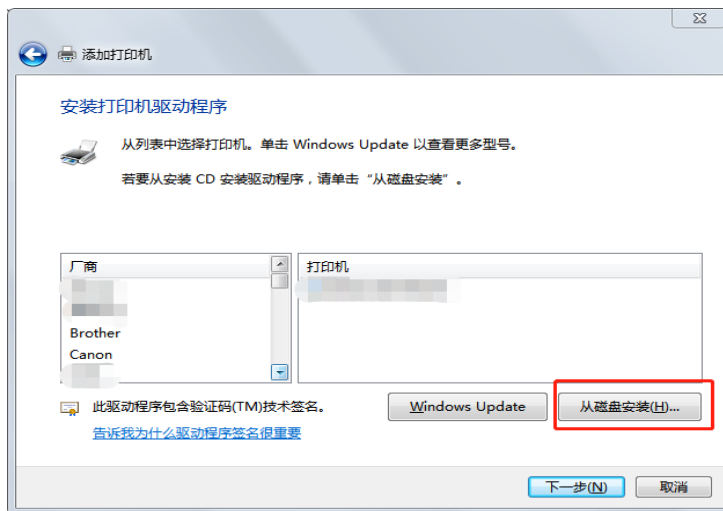 添加打印机
安装打印机驱动程序
从列表中选择打印机。单击 Windows Update 以查看更多型号。
若要从安装 CD 安装驱动程序，请单击“从磁盘安装”。
厂商
打印机
Brother
Canon
此驱动程序包含验证码(TM)技术签名。
Windows Update
从磁盘安装(H)...
告诉我为什么驱动程序签名很重要
下一步(N)
取消